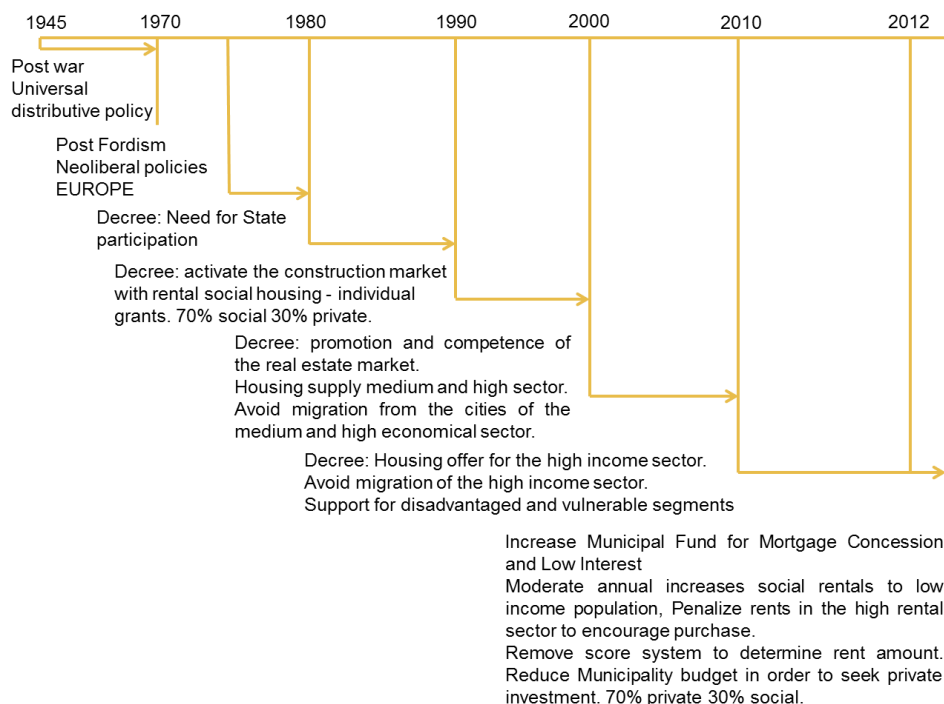 1945 1970 1980 1990 2000 2010 2012
Post war
Universal
distributive policy
Post Fordism
Neoliberal policies
EUROPE
Decree: Need for State
participation
Decree: activate the construction market
with rental social housing - individual
grants. 70% social 30% private.
Decree: promotion and competence of
the real estate market.
Housing supply medium and high sector.
Avoid migration from the cities of the
medium and high economical sector.
Decree: Housing offer for the high income sector.
Avoid migration of the high income sector.
Support for disadvantaged and vulnerable segments
Increase Municipal Fund for Mortgage Concession
and Low Interest
Moderate annual increases social rentals to low
income population, Penalize rents in the high rental
sector to encourage purchase.
Remove score system to determine rent amount.
Reduce Municipality budget in order to seek private
investment. 70% private 30% social.